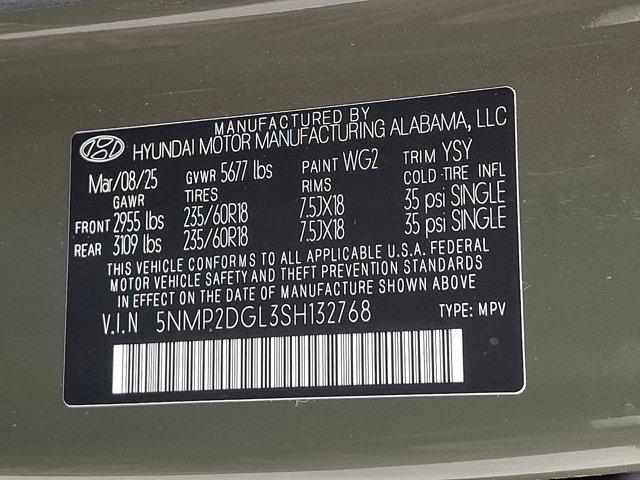 MANUFACTURED BY
HYUNDAI MOTOR MANUFACTURING ALABAMA, LLC
Mar/08/25 GVWR 5677 lbs PAINT WG2 TRIM YSY
GAWR TIRES RIMS COLD TIRE INFL
FRONT 2955 lbs 235/60R18 7.5JX18 35 psi SINGLE
REAR 3109 lbs 235/60R18 7.5JX18 35 psi SINGLE
THIS VEHICLE CONFORMS TO ALL APPLICABLE U.S.A. FEDERAL
MOTOR VEHICLE SAFETY AND THEFT PREVENTION STANDARDS
IN EFFECT ON THE DATE OF MANUFACTURE SHOWN ABOVE
V.I.N 5NMP2DGL3SH132768 TYPE: MPV